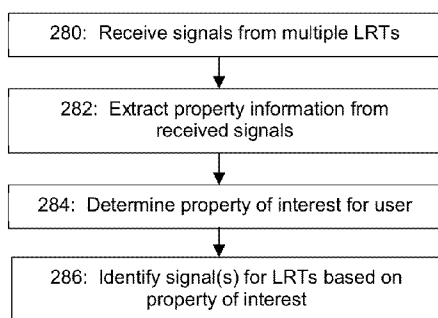 280: Receive signals from multiple LRTs
282: Extract property information from
received signals
284: Determine property of interest for user
286: Identify signal(s) for LRTs based on
property of interest